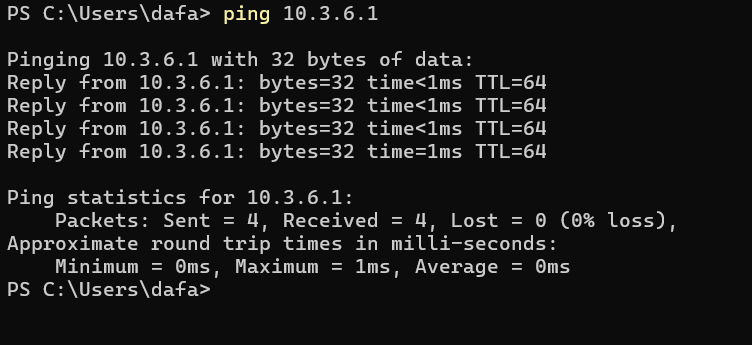 PS C:\Users\dafa> ping 10.3.6.1
Pinging 10.3.6.1 with 32 bytes of data:
Reply from 10.3.6.1: bytes=32 time<1ms TTL=64
Reply from 10.3.6.1: bytes=32 time<1ms TTL=64
Reply from 10.3.6.1: bytes=32 time<1ms TTL=64
Reply from 10.3.6.1: bytes=32 time=1ms TTL=64
Ping statistics for 10.3.6.1:
    Packets: Sent = 4, Received = 4, Lost = 0 (0% loss),
Approximate round trip times in milli-seconds:
    Minimum = 0ms, Maximum = 1ms, Average = 0ms
PS C:\Users\dafa>